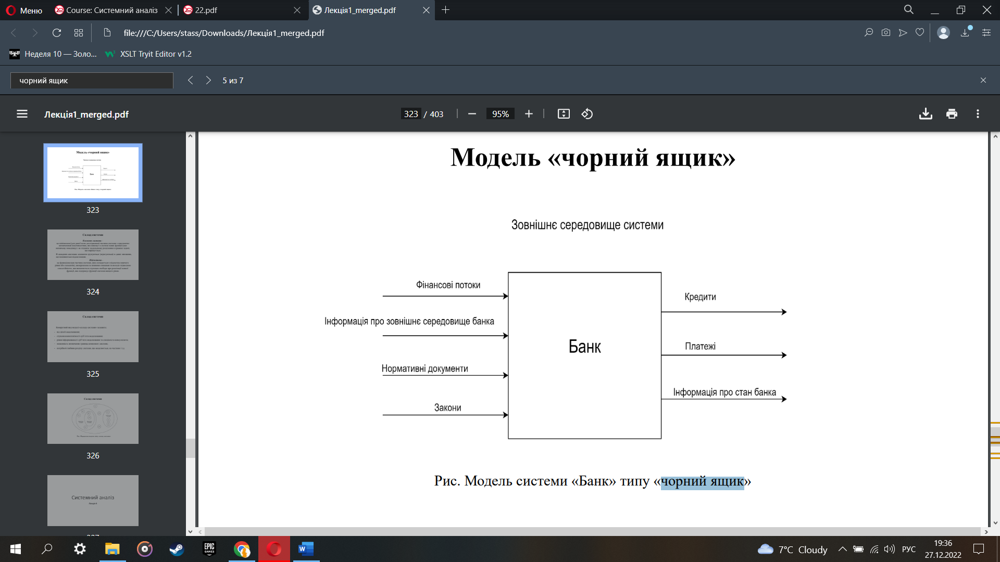 Меню
Course: Системний аналіз
22.pdf
Лекція1_merged.pdf
file:///C:/Users/stass/Downloads/Лекція1_merged.pdf
Неделя 10 — Золо...
XSLT Tryit Editor v1.2
чорний ящик
5 из 7
Лекція1_merged.pdf
323 / 403
95%
323
324
325
326
Системний аналіз
Модель «чорний ящик»
Зовнішнє середовище системи
Фінансові потоки
Інформація про зовнішнє середовище банка
Нормативні документи
Закони
Банк
Кредити
Платежі
Інформація про стан банка
Рис. Модель системи «Банк» типу «чорний ящик»
EPIC
GAMES
7°C Cloudy
РУС
19:36
27.12.2022